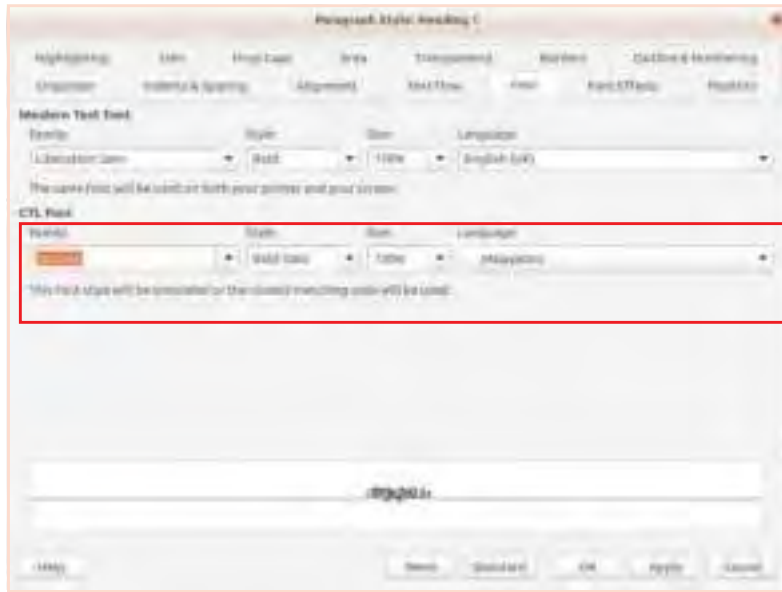 Paragraph Style: Heading 1
Highlighting Tabs Drop Caps Area Transparency Borders Outline & Numbering
Organizer Indents & Spacing Alignment Text Flow Font Font Effects Position
Western Text Font
Family Style Size Language
Liberation Sans Bold 130% English (UK)
The same font will be used on both your printer and your screen.
CTL Font
Family Style Size Language
Bold Italic 130% Malayalam
This font style will be simulated or the closest matching style will be used.
Help Reset Standard OK Apply Cancel